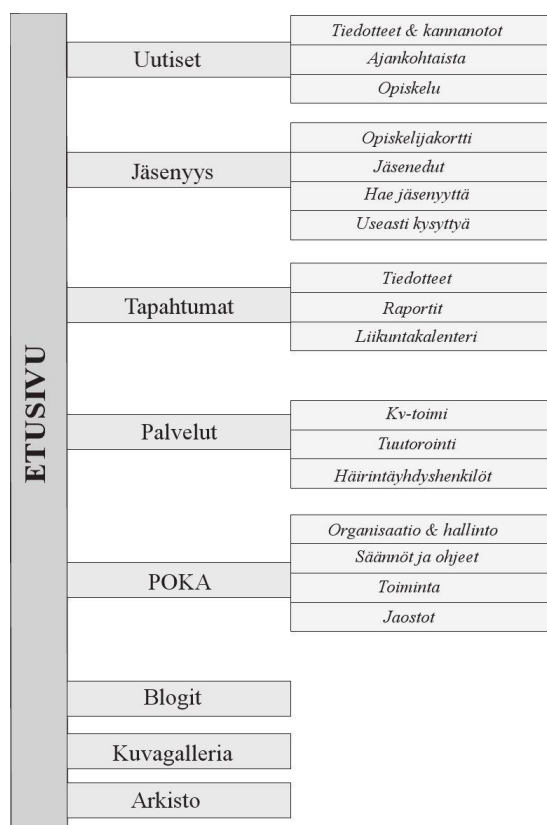 ETUSIVU
Uutiset
Tiedotteet & kannanotot
Ajankohtaista
Opiskelu
Jäsenyys
Opiskelijakortti
Jäsenedut
Hae jäsenyyttä
Useasti kysyttyä
Tapahtumat
Tiedotteet
Raportit
Liikuntakalenteri
Palvelut
Kv-toimi
Tuutorointi
Häirintäyhdyshenkilöt
POKA
Organisaatio & hallinto
Säännöt ja ohjeet
Toiminta
Jaostot
Blogit
Kuvagalleria
Arkisto